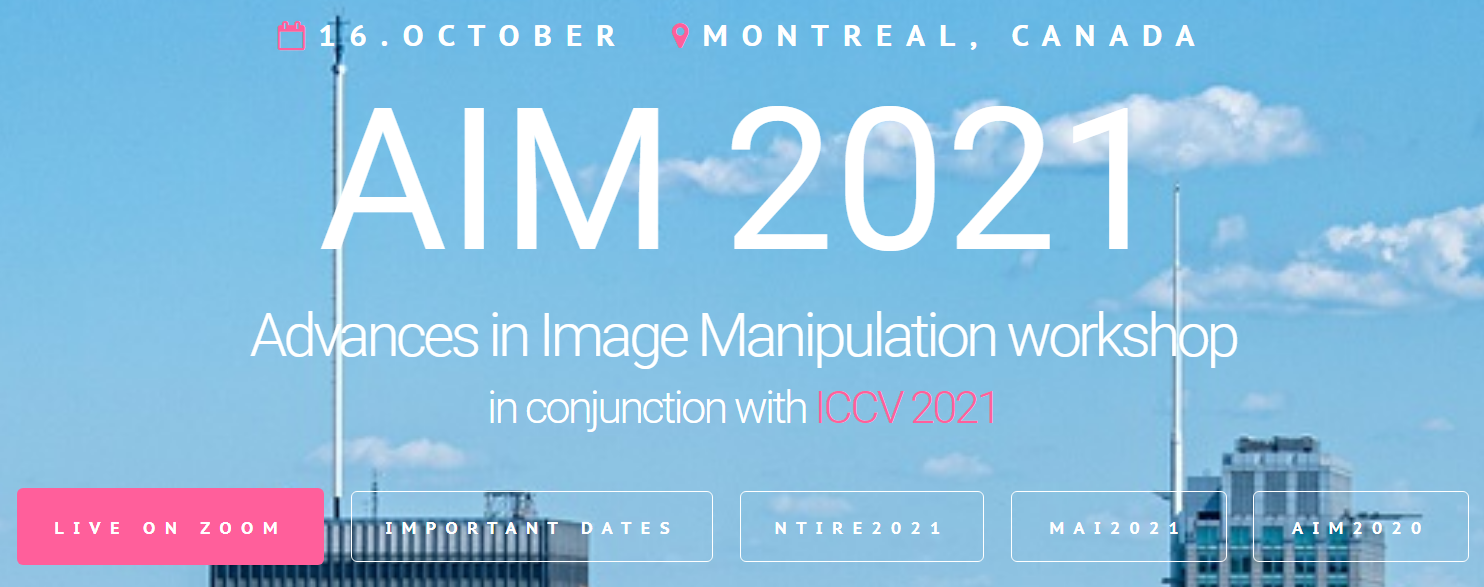 16.OCTOBER MONTREAL, CANADA
AIM 2021
Advances in Image Manipulation workshop
in conjunction with ICCV 2021
LIVE ON ZOOM IMPORTANT DATES NTIRE2021 MAI2021 AIM2020